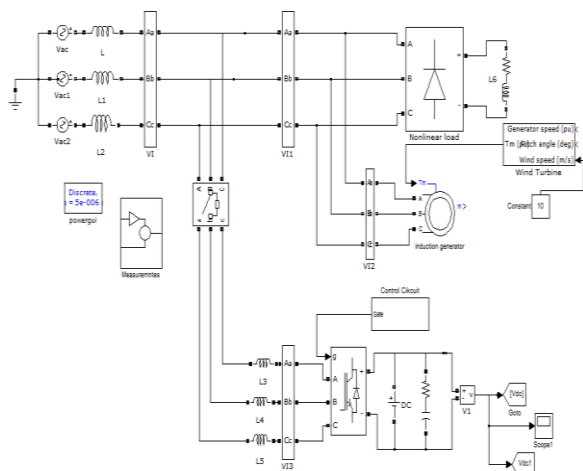 Vac
L
VI
Aa
Bb
Cc
VI1
Aa
Bb
Cc
A
B
C
+
-
Nonlinear load
L6
Vac1
L1
Vac2
L2
Generator speed (pu)
Pitch angle (deg)
Wind speed (m/s)
Wind Turbine
Constant
10
Discrete,
s = 5e-006
powergui
Measuremntes
A
B
C
a
b
c
VI2
Tm
A
B
C
m
induction generator
Control Cikcuit
Gate
L3
L4
L5
Aa
Bb
Cc
VI3
g
A
B
C
+
-
DC
+
-
v
V1
[Vdc]
Goto
Scope1
Vdc1